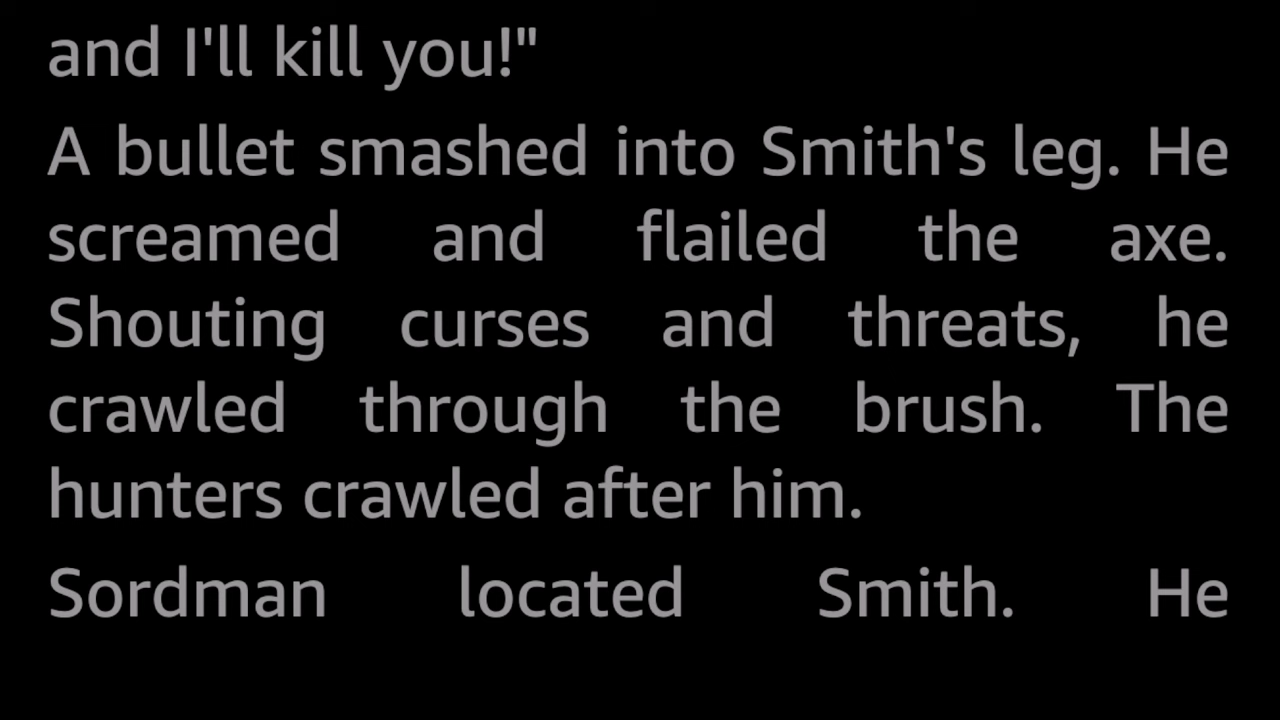 and I'll kill you!"
A bullet smashed into Smith's leg. He
screamed and flailed the axe.
Shouting curses and threats, he
crawled through the brush. The
hunters crawled after him.
Sordman located Smith. He